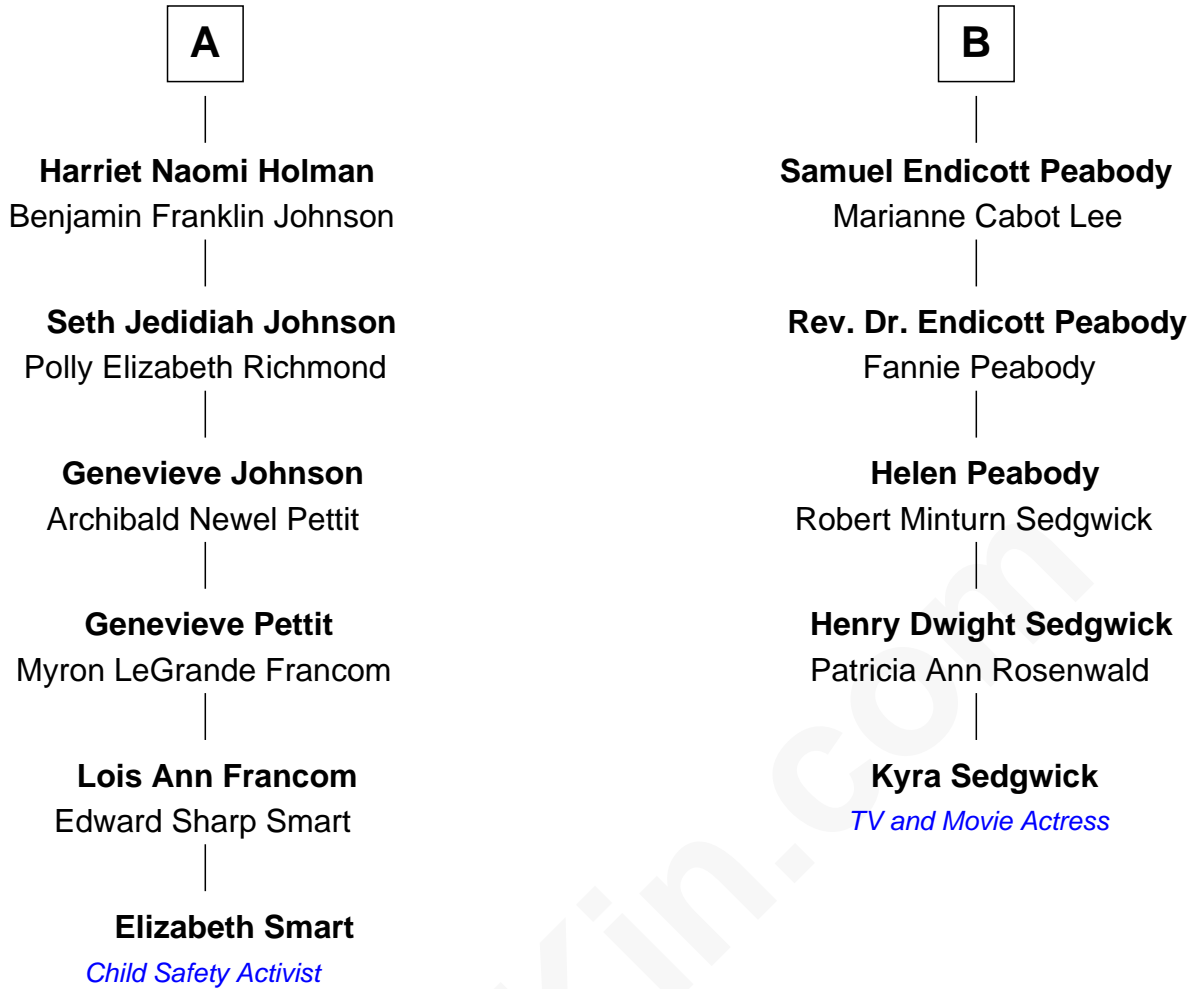 A
Harriet Naomi Holman
Benjamin Franklin Johnson
Seth Jedidiah Johnson
Polly Elizabeth Richmond
Genevieve Johnson
Archibald Newel Pettit
Genevieve Pettit
Myron LeGrande Francom
Lois Ann Francom
Edward Sharp Smart
Elizabeth Smart
Child Safety Activist
B
Samuel Endicott Peabody
Marianne Cabot Lee
Rev. Dr. Endicott Peabody
Fannie Peabody
Helen Peabody
Robert Minturn Sedgwick
Henry Dwight Sedgwick
Patricia Ann Rosenwald
Kyra Sedgwick
TV and Movie Actress
Kin.com